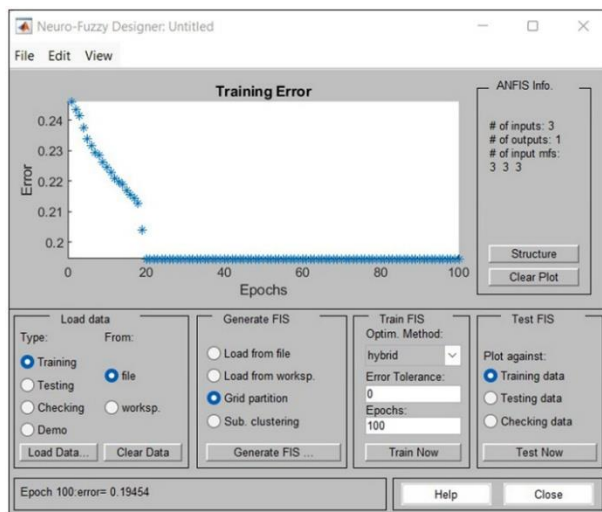 Neuro-Fuzzy Designer: Untitled
File Edit View
Training Error
0.24
0.23
0.22
0.21
0.2
Error
0 20 40 60 80 100
Epochs
ANFIS Info.
# of inputs: 3
# of outputs: 1
# of input mfs:
3 3 3
Structure
Clear Plot
Load data
Type: From:
Training
Testing
Checking
Demo
file
worksp.
Load Data... Clear Data
Generate FIS
Load from file
Load from worksp.
Grid partition
Sub. clustering
Generate FIS ...
Train FIS
Optim. Method:
hybrid
Error Tolerance:
0
Epochs:
100
Train Now
Test FIS
Plot against:
Training data
Testing data
Checking data
Test Now
Epoch 100:error= 0.19454
Help Close